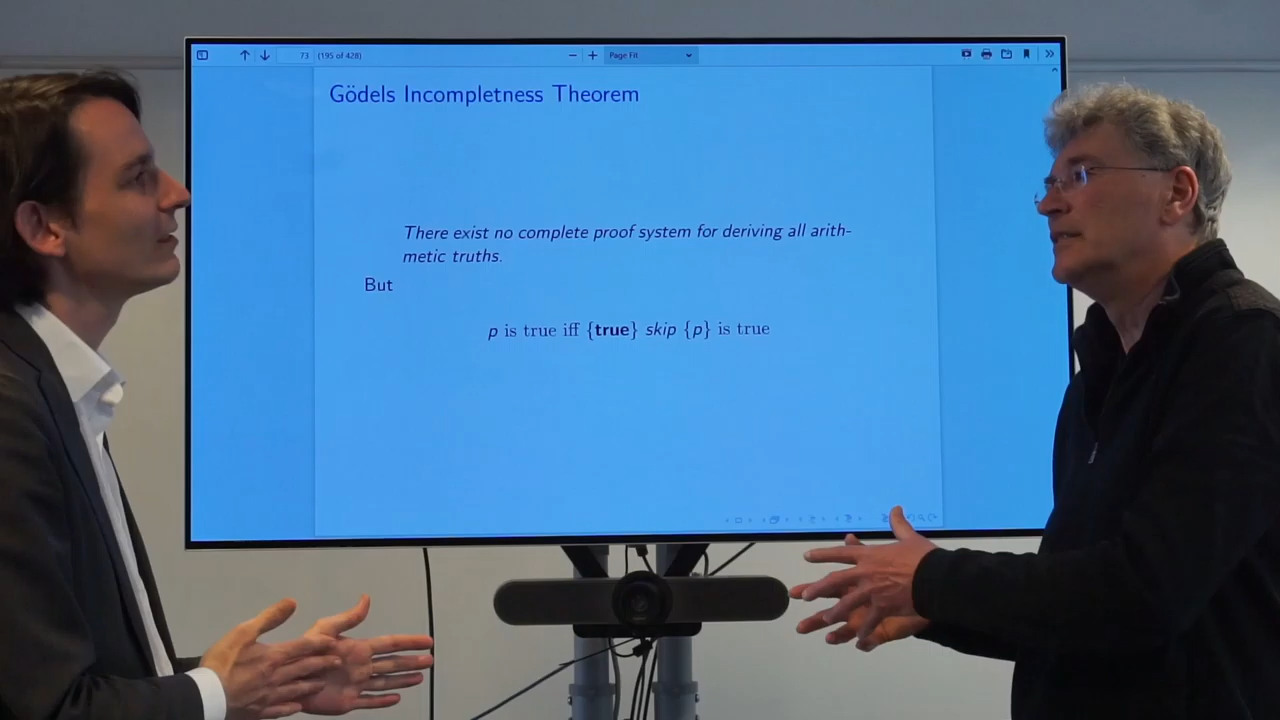 73 (195 of 428)
Page Fit
Gödels Incompletness Theorem
There exist no complete proof system for deriving all arith-
metic truths.
But
p is true iff {true} skip {p} is true